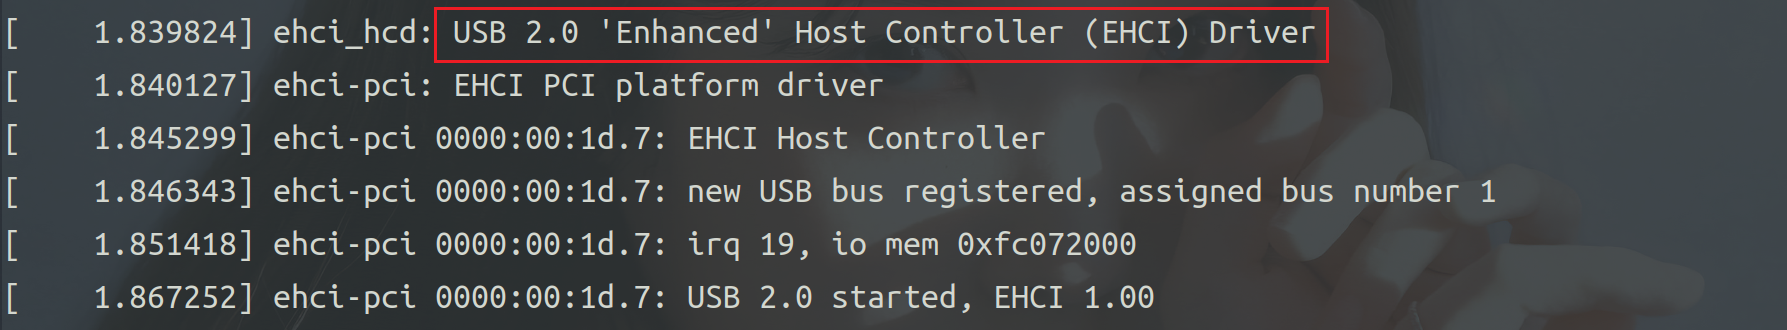 [    1.839824] ehci_hcd: USB 2.0 'Enhanced' Host Controller (EHCI) Driver
[    1.840127] ehci-pci: EHCI PCI platform driver
[    1.845299] ehci-pci 0000:00:1d.7: EHCI Host Controller
[    1.846343] ehci-pci 0000:00:1d.7: new USB bus registered, assigned bus number 1
[    1.851418] ehci-pci 0000:00:1d.7: irq 19, io mem 0xfc072000
[    1.867252] ehci-pci 0000:00:1d.7: USB 2.0 started, EHCI 1.00